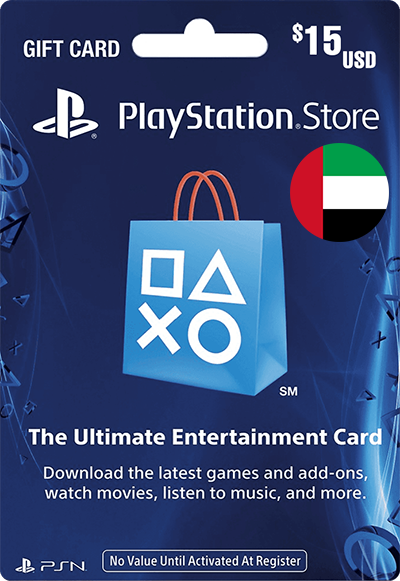 GIFT CARD
$15 USD
PlayStation®Store
SM
The Ultimate Entertainment Card
Download the latest games and add-ons,
watch movies, listen to music, and more.
PSN®
No Value Until Activated At Register